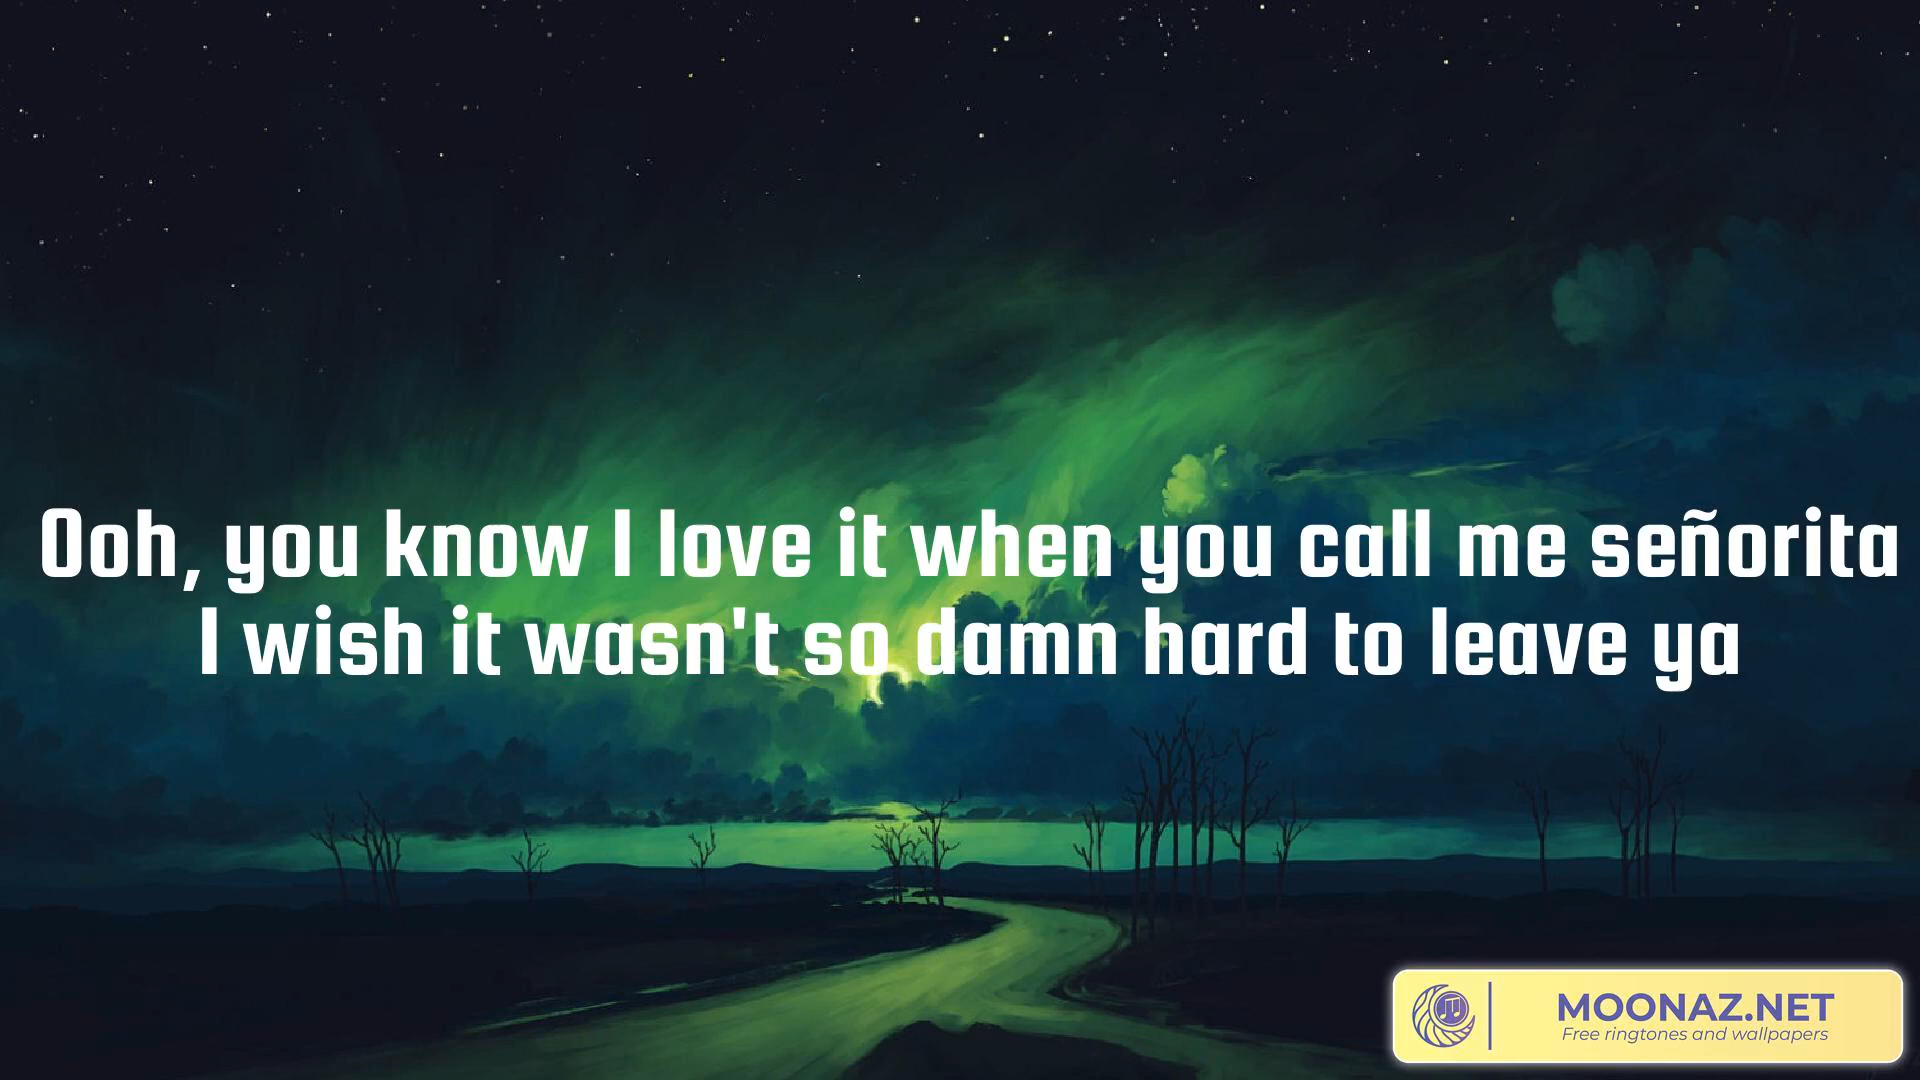 Ooh, you know I love it when you call me señorita
I wish it wasn't so damn hard to leave ya
MOONAZ.NET
Free ringtones and wallpapers